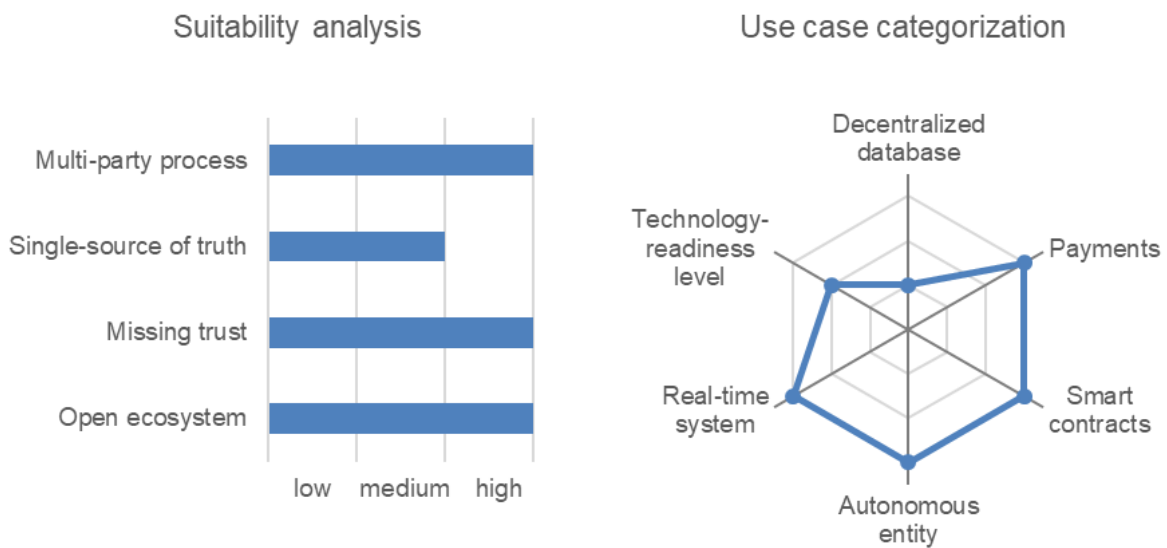 Suitability analysis
Multi-party process
Single-source of truth
Missing trust
Open ecosystem
low medium high
Use case categorization
Decentralized
database
Payments
Smart
contracts
Autonomous
entity
Real-time
system
Technology-
readiness
level